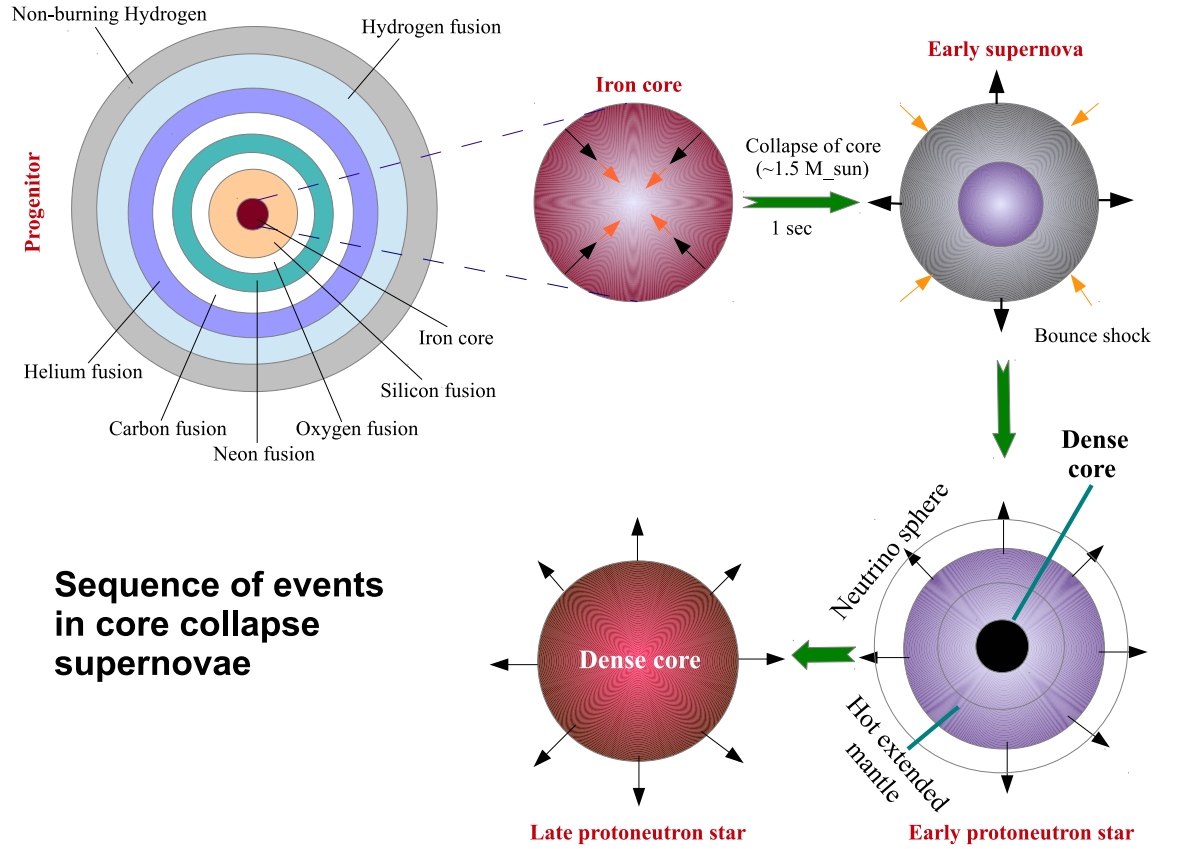 Non-burning Hydrogen
Hydrogen fusion
Progenitor
Helium fusion
Carbon fusion
Neon fusion
Oxygen fusion
Silicon fusion
Iron core
Iron core
Collapse of core
(~1.5 M_sun)
1 sec
Early supernova
Bounce shock
Dense
core
Neutrino sphere
Hot extended
mantle
Early protoneutron star
Dense core
Late protoneutron star
Sequence of events
in core collapse
supernovae